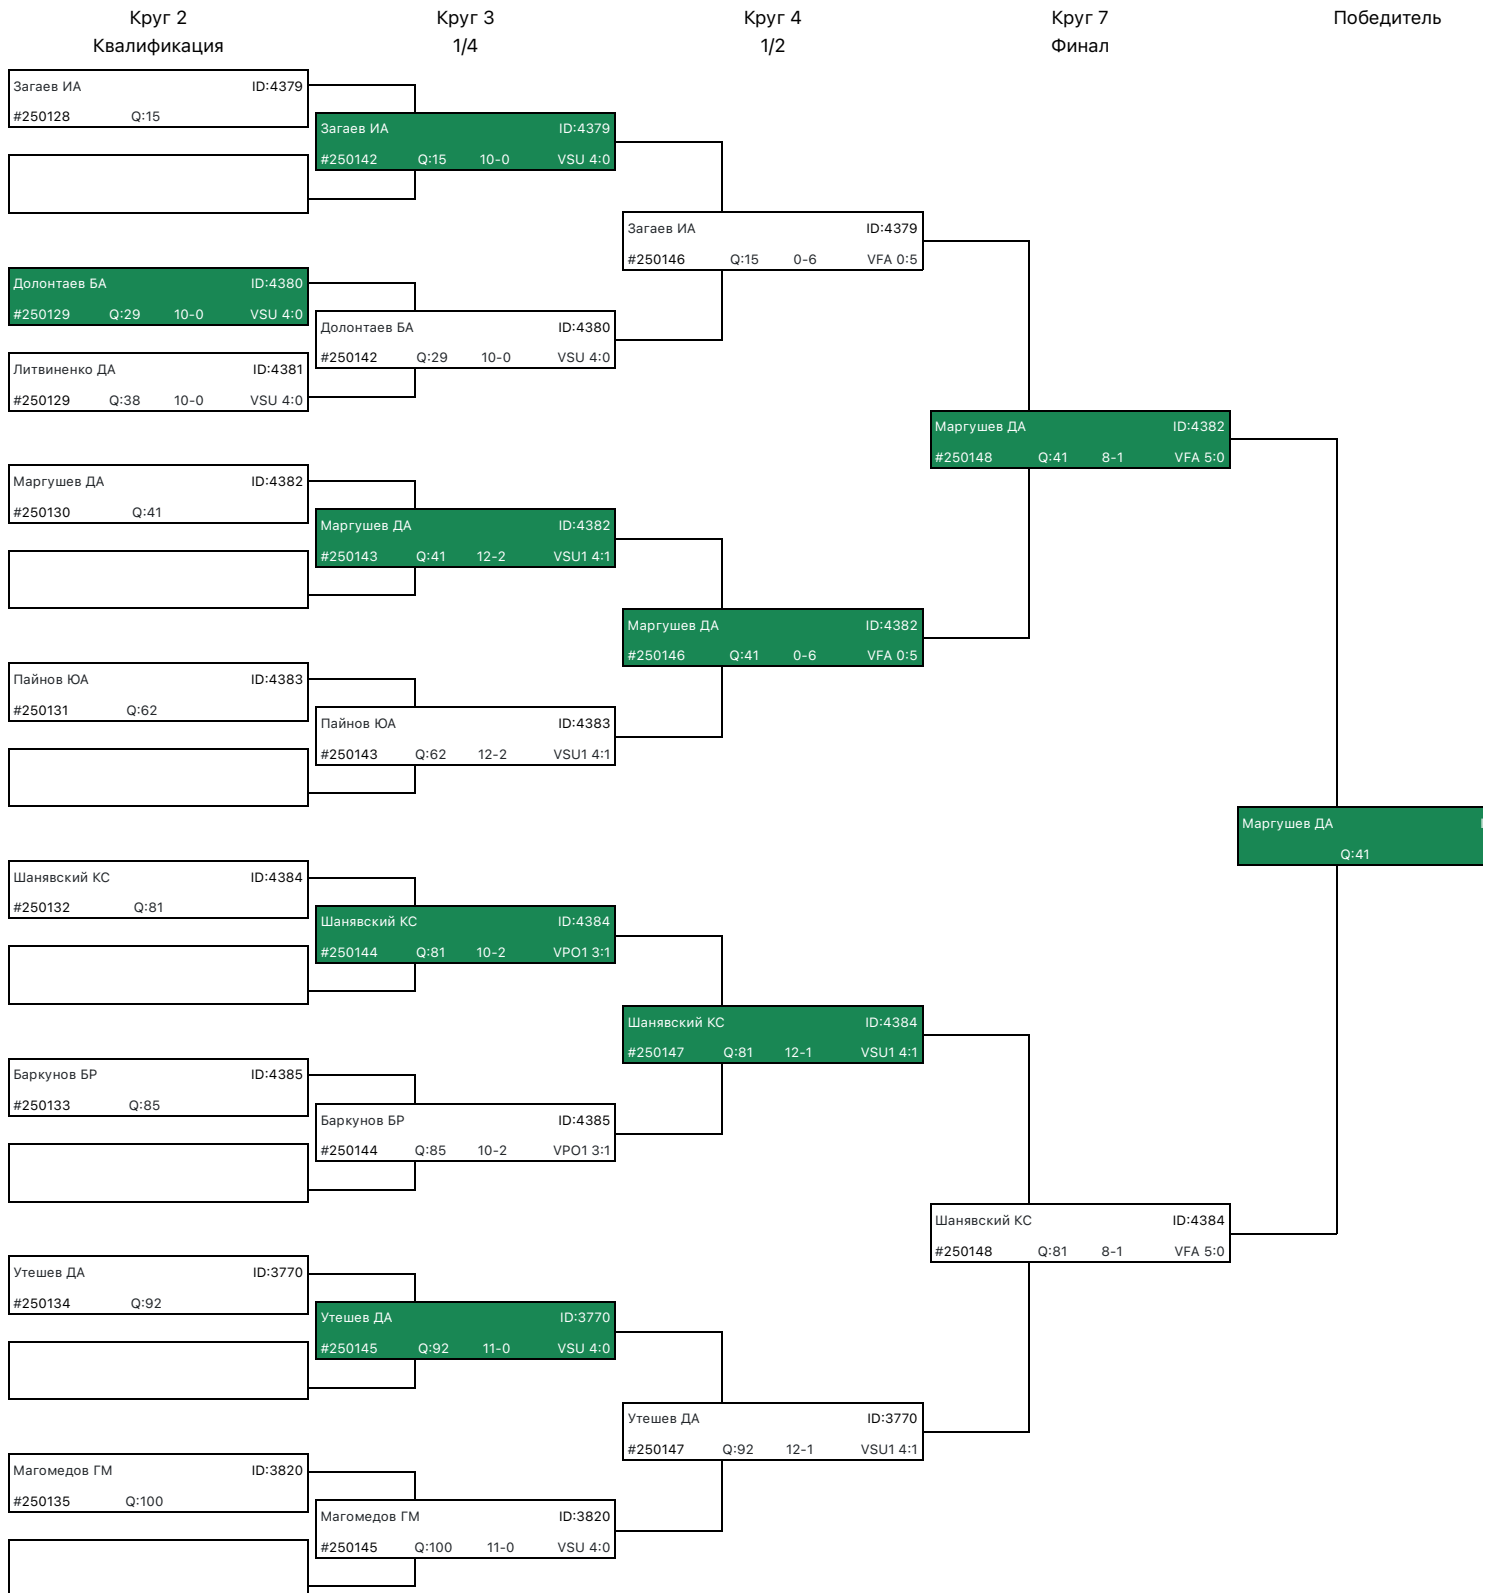 Круг 2
Квалификация
Круг 3
1/4
Круг 4
1/2
Круг 7
Финал
Победитель
Загаев ИА ID:4379
#250128 Q:15
Долонтаев БА ID:4380
#250129 Q:29 10-0 VSU 4:0
Литвиненко ДА ID:4381
#250129 Q:38 10-0 VSU 4:0
Маргушев ДА ID:4382
#250130 Q:41
Пайнов ЮА ID:4383
#250131 Q:62
Шанявский КС ID:4384
#250132 Q:81
Баркунов БР ID:4385
#250133 Q:85
Утешев ДА ID:3770
#250134 Q:92
Магомедов ГМ ID:3820
#250135 Q:100
Загаев ИА ID:4379
#250142 Q:15 10-0 VSU 4:0
Долонтаев БА ID:4380
#250142 Q:29 10-0 VSU 4:0
Маргушев ДА ID:4382
#250143 Q:41 12-2 VSU1 4:1
Пайнов ЮА ID:4383
#250143 Q:62 12-2 VSU1 4:1
Шанявский КС ID:4384
#250144 Q:81 10-2 VPO1 3:1
Баркунов БР ID:4385
#250144 Q:85 10-2 VPO1 3:1
Утешев ДА ID:3770
#250145 Q:92 11-0 VSU 4:0
Магомедов ГМ ID:3820
#250145 Q:100 11-0 VSU 4:0
Загаев ИА ID:4379
#250146 Q:15 0-6 VFA 0:5
Маргушев ДА ID:4382
#250146 Q:41 0-6 VFA 0:5
Шанявский КС ID:4384
#250147 Q:81 12-1 VSU1 4:1
Утешев ДА ID:3770
#250147 Q:92 12-1 VSU1 4:1
Маргушев ДА ID:4382
#250148 Q:41 8-1 VFA 5:0
Шанявский КС ID:4384
#250148 Q:81 8-1 VFA 5:0
Маргушев ДА
Q:41